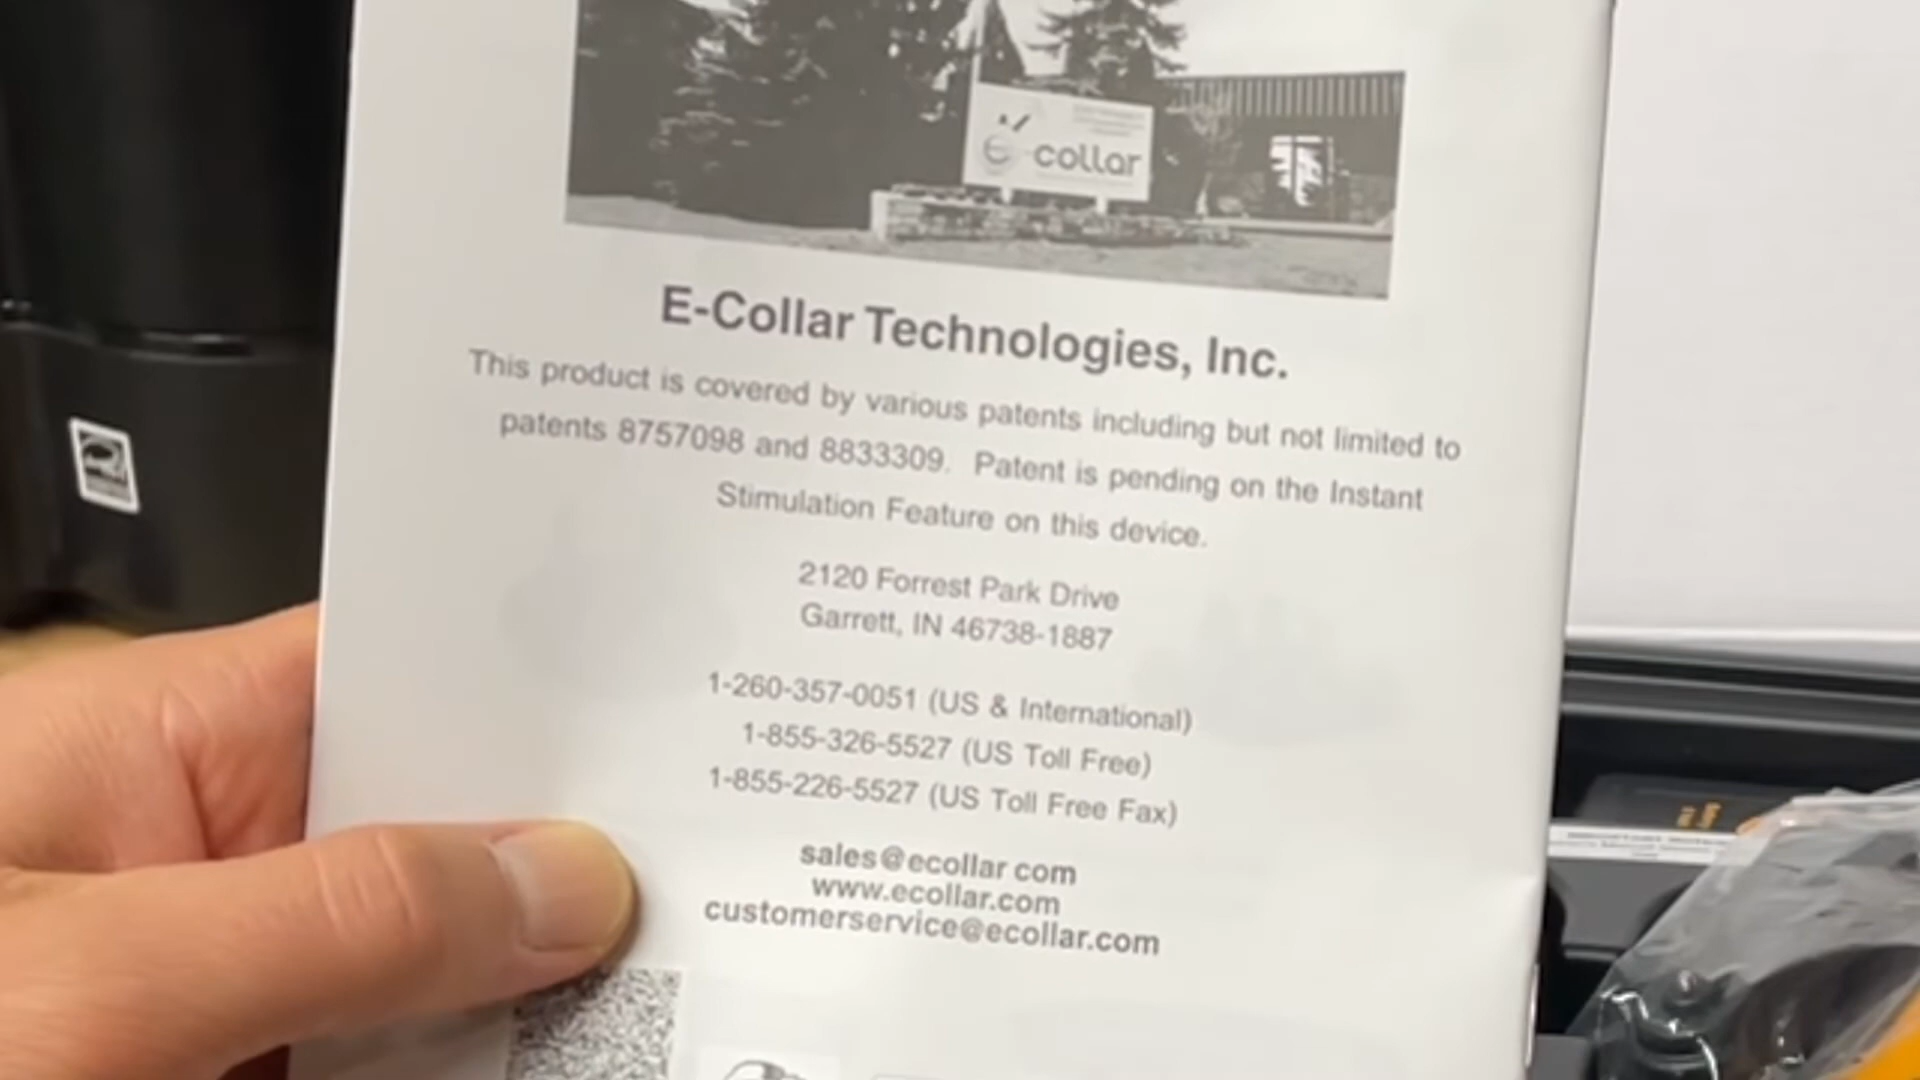 collar
E-Collar Technologies, Inc.
This product is covered by various patents including but not limited to
patents 8757098 and 8833309. Patent is pending on the Instant
Stimulation Feature on this device.
2120 Forrest Park Drive
Garrett, IN 46738-1887
1-260-357-0051 (US & International)
1-855-326-5527 (US Toll Free)
1-855-226-5527 (US Toll Free Fax)
sales@ecollar com
www.ecollar.com
customerservice@ecollar.com